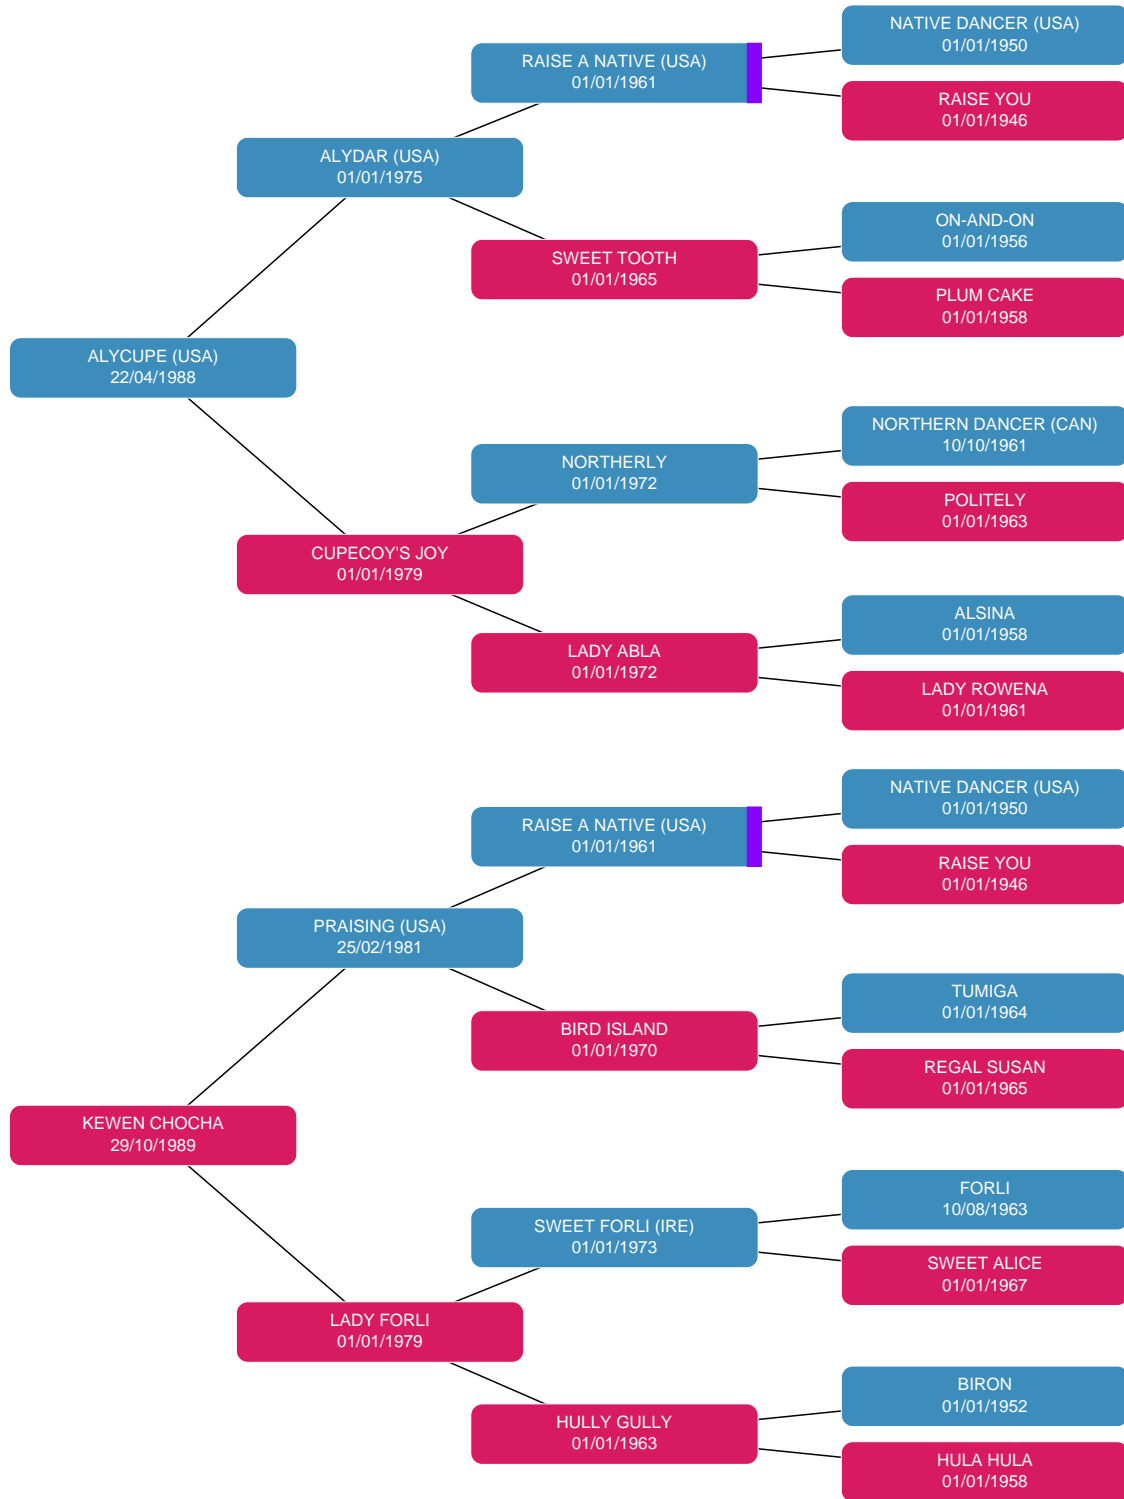 NATIVE DANCER (USA)
01/01/1950
RAISE A NATIVE (USA)
01/01/1961
RAISE YOU
01/01/1946
ALYDAR (USA)
01/01/1975
ON-AND-ON
01/01/1956
SWEET TOOTH
01/01/1965
PLUM CAKE
01/01/1958
ALYCUPE (USA)
22/04/1988
NORTHERN DANCER (CAN)
10/10/1961
NORTHERLY
01/01/1972
POLITELY
01/01/1963
CUPECOY'S JOY
01/01/1979
ALSINA
01/01/1958
LADY ABLA
01/01/1972
LADY ROWENA
01/01/1961
NATIVE DANCER (USA)
01/01/1950
RAISE A NATIVE (USA)
01/01/1961
RAISE YOU
01/01/1946
PRAISING (USA)
25/02/1981
TUMIGA
01/01/1964
BIRD ISLAND
01/01/1970
REGAL SUSAN
01/01/1965
KEWEN CHOCHA
29/10/1989
FORLI
10/08/1963
SWEET FORLI (IRE)
01/01/1973
SWEET ALICE
01/01/1967
LADY FORLI
01/01/1979
BIRON
01/01/1952
HULLY GULLY
01/01/1963
HULA HULA
01/01/1958